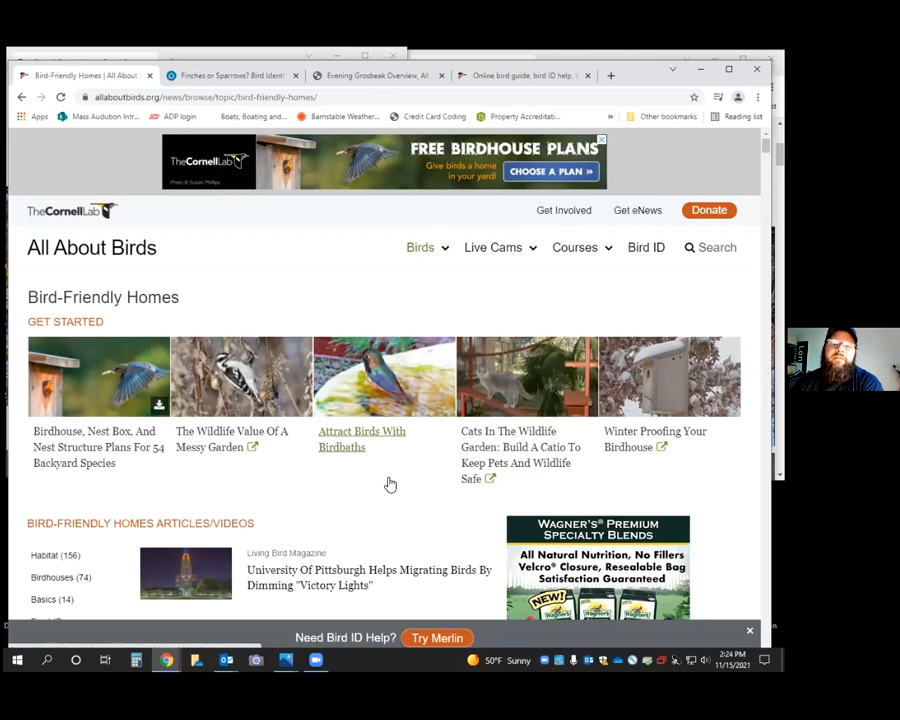 Bird-Friendly Homes | All About
Finches or Sparrows? Bird Identi
Evening Grosbeak Overview, All
Online bird guide, bird ID help, l
allaboutbirds.org/news/browse/topic/bird-friendly-homes/
Apps
Mass Audubon Intr...
ADP login
Boats, Boating and...
Barnstable Weather...
Credit Card Coding
Property Accreditati...
»
Other bookmarks
Reading list
TheCornellLab
FREE BIRDHOUSE PLANS
Give birds a home
in your yard!
CHOOSE A PLAN »
Photo © Susan Phillips
TheCornellLab
Get Involved
Get eNews
Donate
All About Birds
Birds
Live Cams
Courses
Bird ID
Search
Bird-Friendly Homes
GET STARTED
Birdhouse, Nest Box, And
Nest Structure Plans For 54
Backyard Species
The Wildlife Value Of A
Messy Garden
Attract Birds With
Birdbaths
Cats In The Wildlife
Garden: Build A Catio To
Keep Pets And Wildlife
Safe
Winter Proofing Your
Birdhouse
BIRD-FRIENDLY HOMES ARTICLES/VIDEOS
Habitat (156)
Birdhouses (74)
Basics (14)
Living Bird Magazine
University Of Pittsburgh Helps Migrating Birds By
Dimming "Victory Lights"
WAGNER'S® PREMIUM
SPECIALTY BLENDS
All Natural Nutrition, No Fillers
Velcro® Closure, Resealable Bag
Satisfaction Guaranteed
NEW!
Need Bird ID Help?
Try Merlin
50°F Sunny
2:24 PM
11/15/2021